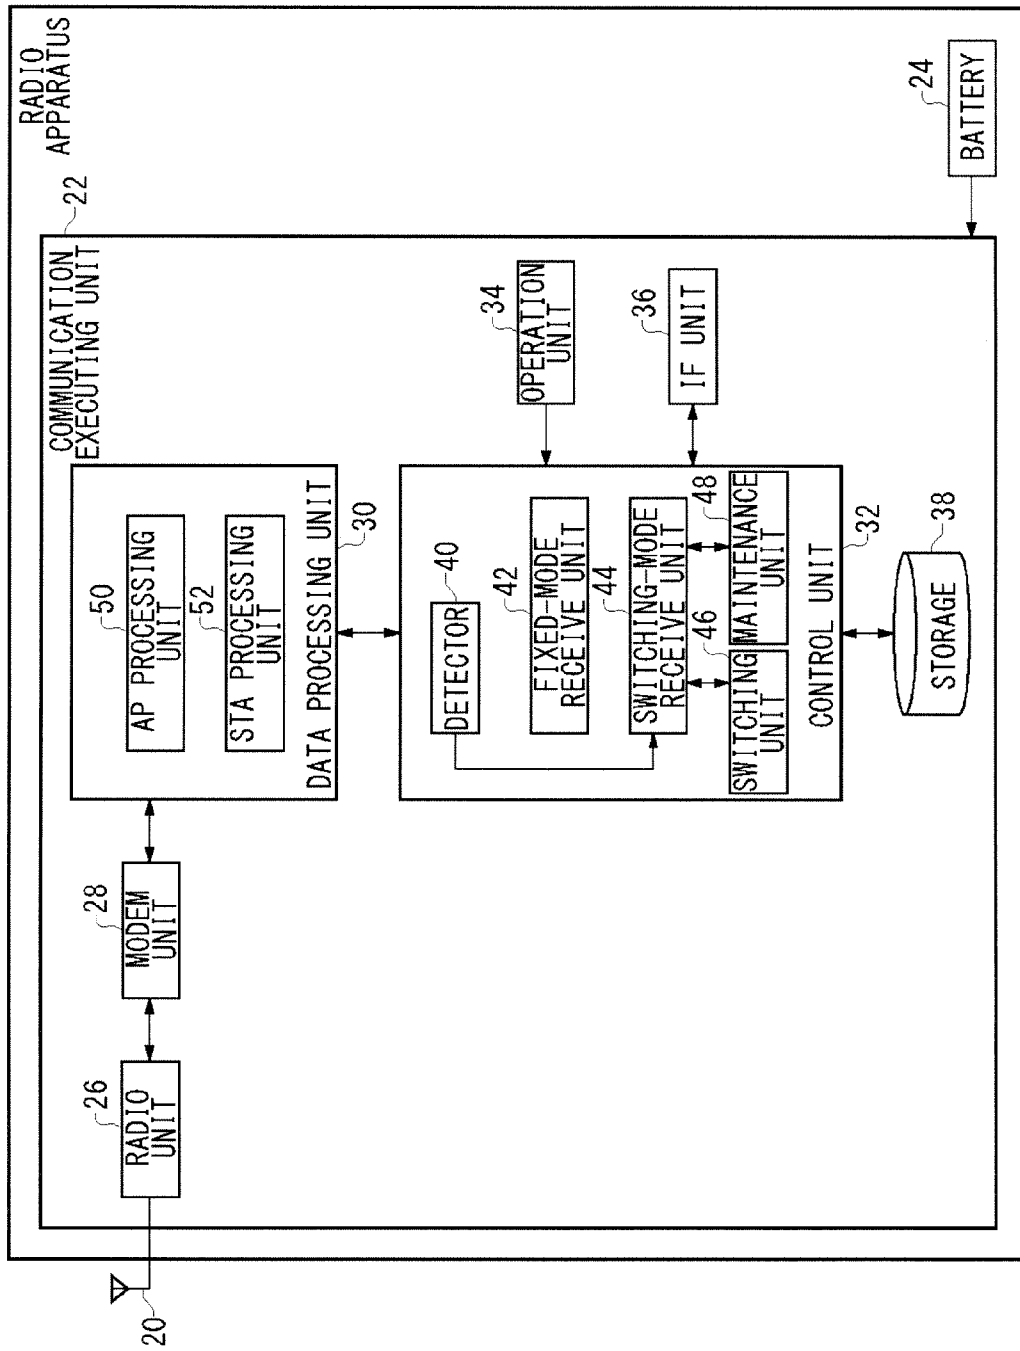 RADIO
APPARATUS
22
COMMUNICATION
EXECUTING UNIT
20
26
RADIO
UNIT
28
MODEM
UNIT
50
AP PROCESSING
UNIT
52
STA PROCESSING
UNIT
DATA PROCESSING UNIT
30
40
DETECTOR
42
FIXED-MODE
RECEIVE UNIT
44
SWITCHING-MODE
RECEIVE UNIT
46
SWITCHING
UNIT
48
MAINTENANCE
UNIT
CONTROL UNIT
32
34
OPERATION
UNIT
36
IF UNIT
38
STORAGE
24
BATTERY